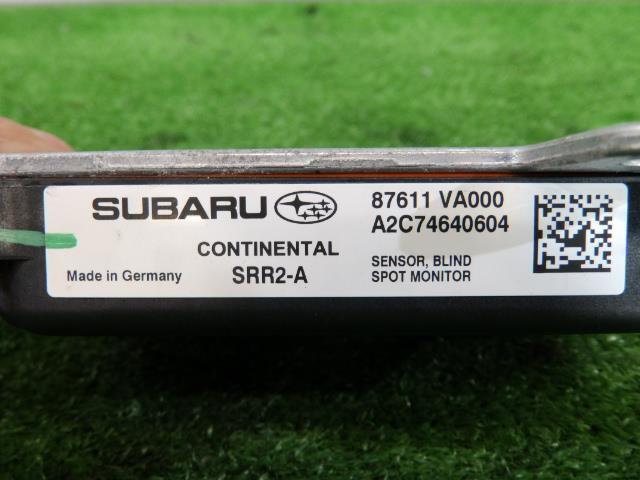 SUBARU
CONTINENTAL
Made in Germany SRR2-A
87611 VA000
A2C74640604
SENSOR, BLIND
SPOT MONITOR